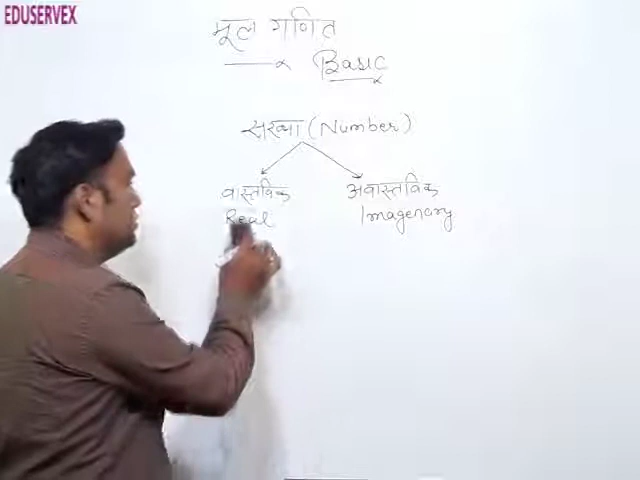 EDUSERVEX
मूल गणित
Basic
संख्या (Number)
वास्तविक अवास्तविक
Real Imagenary